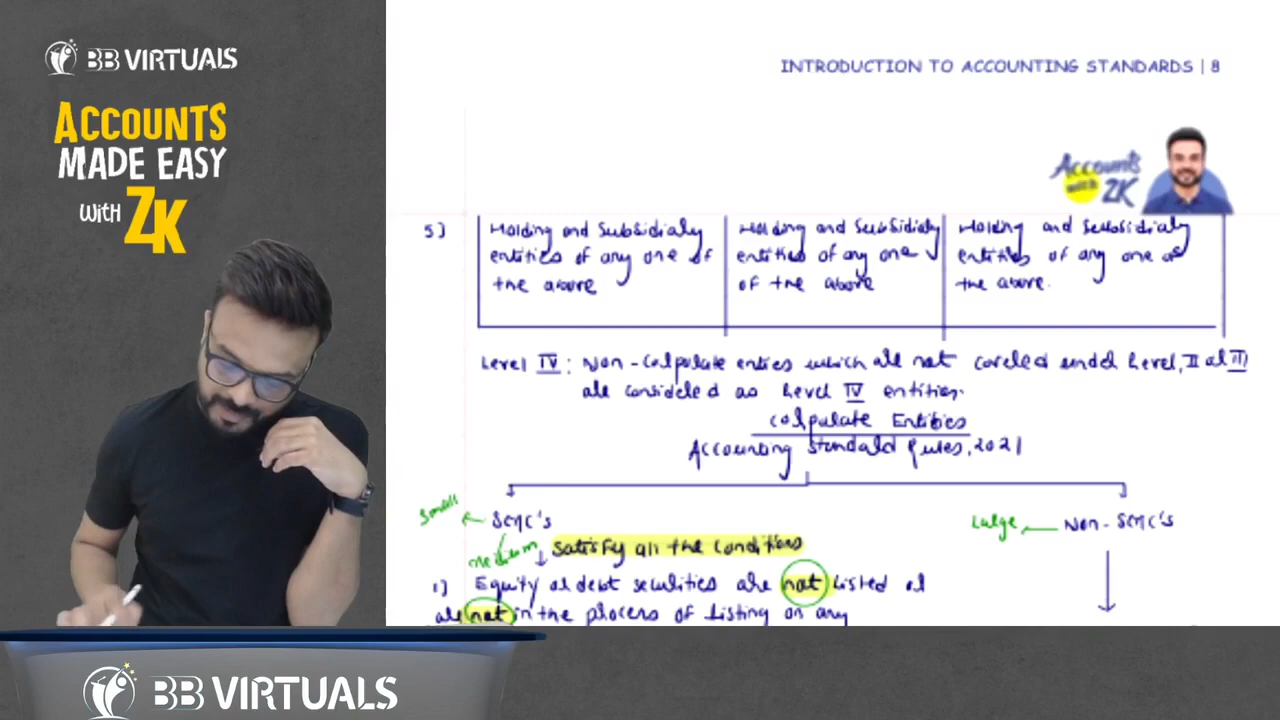 BB VIRTUALS
ACCOUNTS
MADE EASY
WITH ZK
INTRODUCTION TO ACCOUNTING STANDARDS | 8
Accounts
with ZK
5)
Holding and Subsidiary
entities of any one of
the above
Holding and Subsidiary
entities of any one
of the above
Holding and Subsidiary
entities of any one of
the above.
Level IV : Non-Corporate enties which are not covered under Level I, II or III
are considered as Level IV entities.
Corporate Entities
Accounting Standard Rules, 2021
Small
SMC's
medium
Satisfy all the conditions
Large
Non-SMC's
1) Equity or debt securities are not listed or
are not in the process of listing on any
BB VIRTUALS